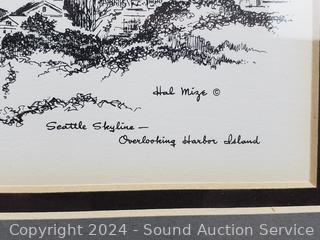 Hal Mize ©
Seattle Skyline —
Overlooking Harbor Island
Copyright 2024 - Sound Auction Service